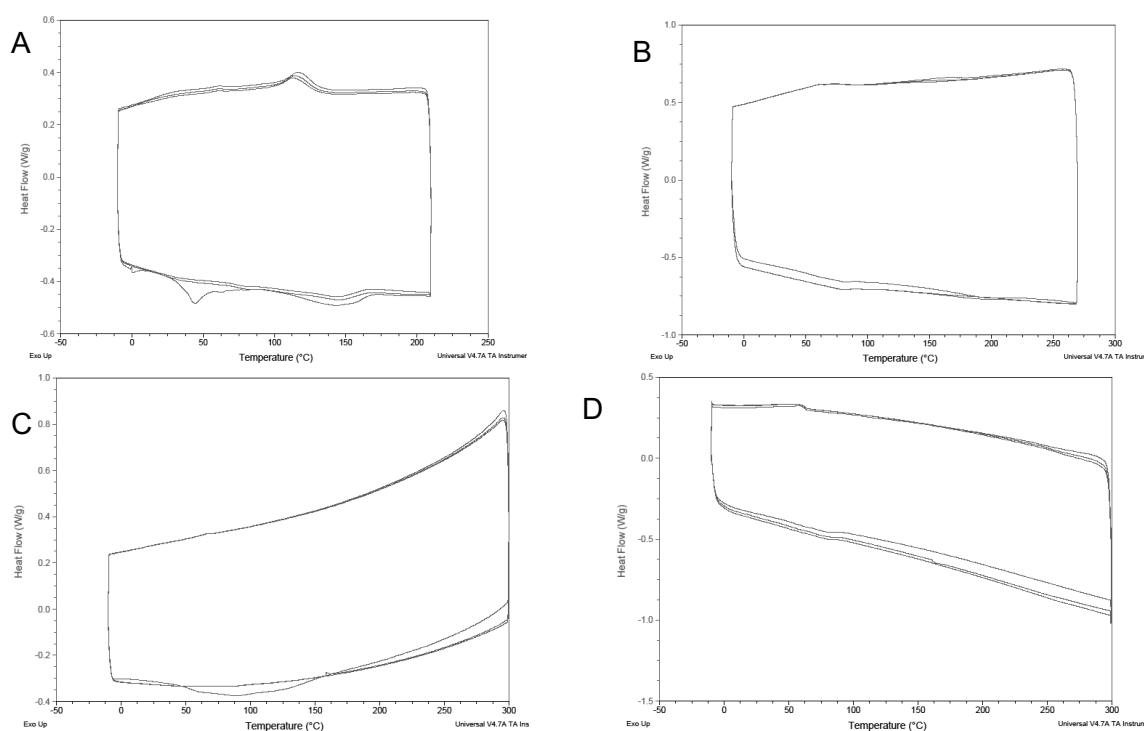 A
0.6
0.4
0.2
0.0
-0.2
-0.4
-0.6
Heat Flow (W/g)
-50 0 50 100 150 200 250
Exo Up Temperature (°C) Universal V4.7A TA Instrumer
B
1.0
0.5
0.0
-0.5
-1.0
Heat Flow (W/g)
-50 0 50 100 150 200 250 300
Exo Up Temperature (°C) Universal V4.7A TA Instrum
C
1.0
0.8
0.6
0.4
0.2
0.0
-0.2
-0.4
Heat Flow (W/g)
-50 0 50 100 150 200 250 300
Exo Up Temperature (°C) Universal V4.7A TA Ins
D
0.5
0.0
-0.5
-1.0
-1.5
Heat Flow (W/g)
-50 0 50 100 150 200 250 300
Exo Up Temperature (°C) Universal V4.7A TA Instrum